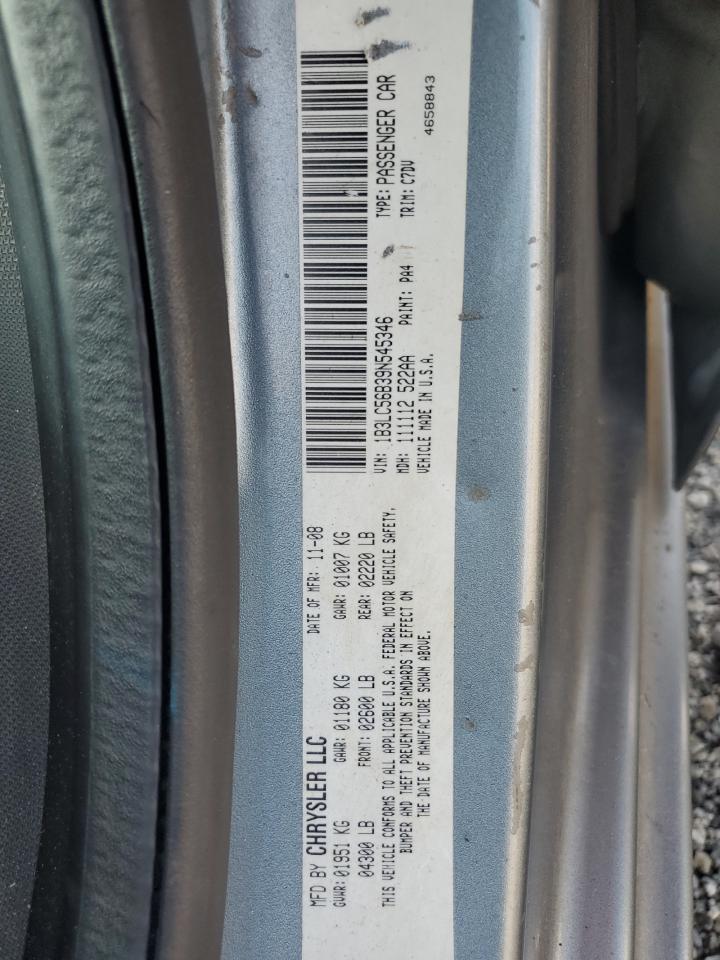 MFD BY CHRYSLER LLC
DATE OF MFR: 11-08
GVWR: 01951 KG
GAWR: 01180 KG
GAWR: 01007 KG
04300 LB
FRONT: 02600 LB
REAR: 02220 LB
THIS VEHICLE CONFORMS TO ALL APPLICABLE U.S.A. FEDERAL MOTOR VEHICLE SAFETY,
BUMPER AND THEFT PREVENTION STANDARDS IN EFFECT ON
THE DATE OF MANUFACTURE SHOWN ABOVE.
VIN: 1B3LC56B39N545346
TYPE: PASSENGER CAR
MDH: 111112 522AA
PAINT: PA4
TRIM: C7DV
VEHICLE MADE IN U.S.A.
4658843